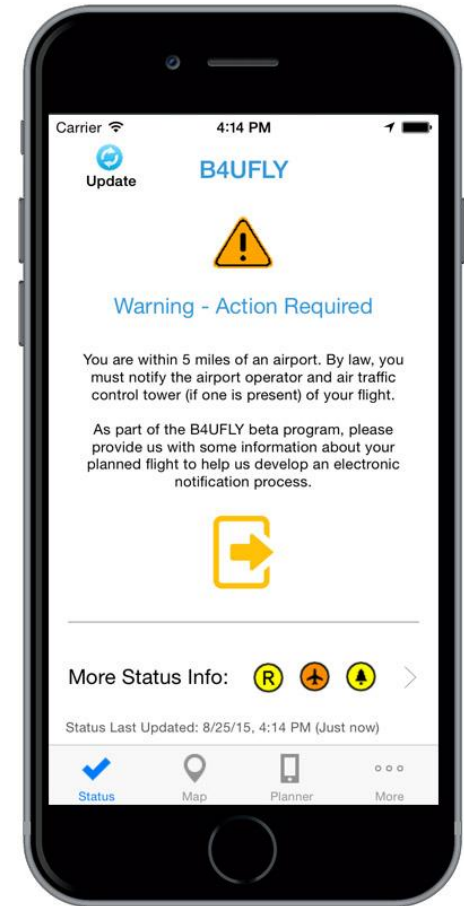 Carrier 4:14 PM
Update
B4UFLY
Warning - Action Required
You are within 5 miles of an airport. By law, you
must notify the airport operator and air traffic
control tower (if one is present) of your flight.
As part of the B4UFLY beta program, please
provide us with some information about your
planned flight to help us develop an electronic
notification process.
More Status Info: R
Status Last Updated: 8/25/15, 4:14 PM (Just now)
Status Map Planner More